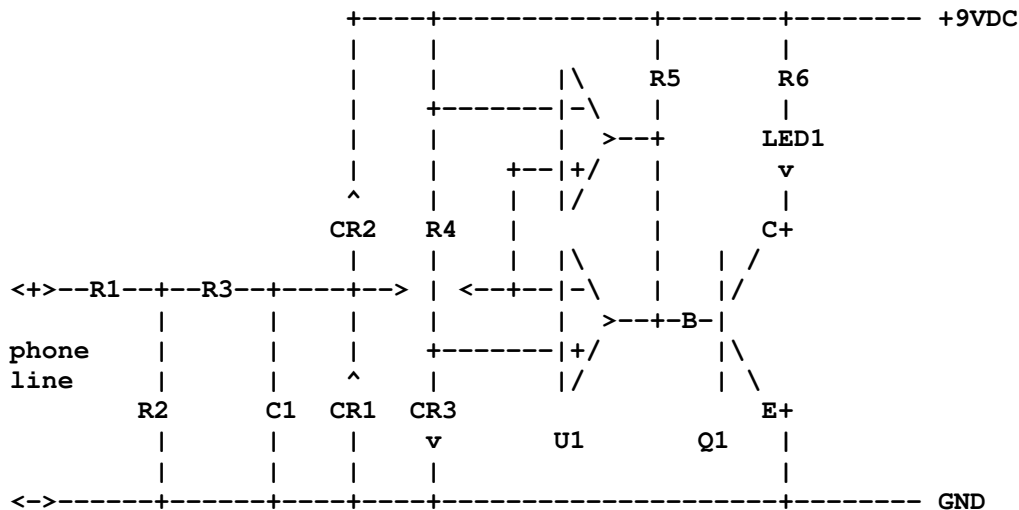 +-----+--------------+--------+-------- +9VDC
                     |    |              |        |
                     |    |       |\     R5       R6
                     |    +-------|-\    |        |
                     |    |       |  >--+       LED1
                     |    |    +--|+/    |        v
                     ^    |    |  |/     |        |
                    CR2   R4   |         |       C+
                     |    |    |  |\     |    |  /
<+>--R1--+--R3--+----+--> |  <-+--|-\    |    | /
         |      |    |    |       |  >--+-B-|
phone    |      |    |    +-------|+/         | \
line     |      |    ^    |       |/          |  \
        R2     C1   CR1  CR3                     E+
         |      |    |    v       U1       Q1     |
         |      |    |    |                       |
<->------+------+----+----+-----------------------+-------- GND